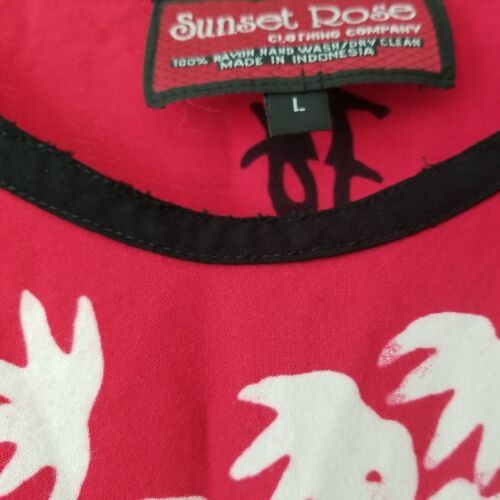 Sunset Rose
CLOTHING COMPANY
100% RAYON HAND WASH/DRY CLEAN
MADE IN INDONESIA
L